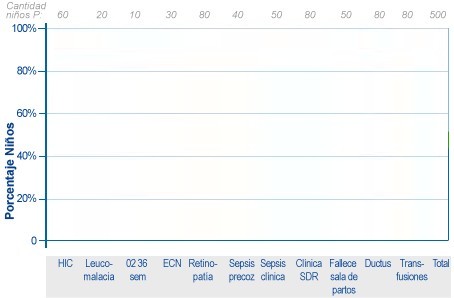 Cantidad
niños P. 60 20 10 30 80 40 50 80 50 80 80 500
100%
80%
60%
40%
20%
0
Porcentaje Niños
HIC Leuco-malacia 02 36 sem ECN Retino-patía Sepsis precoz Sepsis clínica Clínica SDR Fallece sala de partos Ductus Trans-fusiones Total